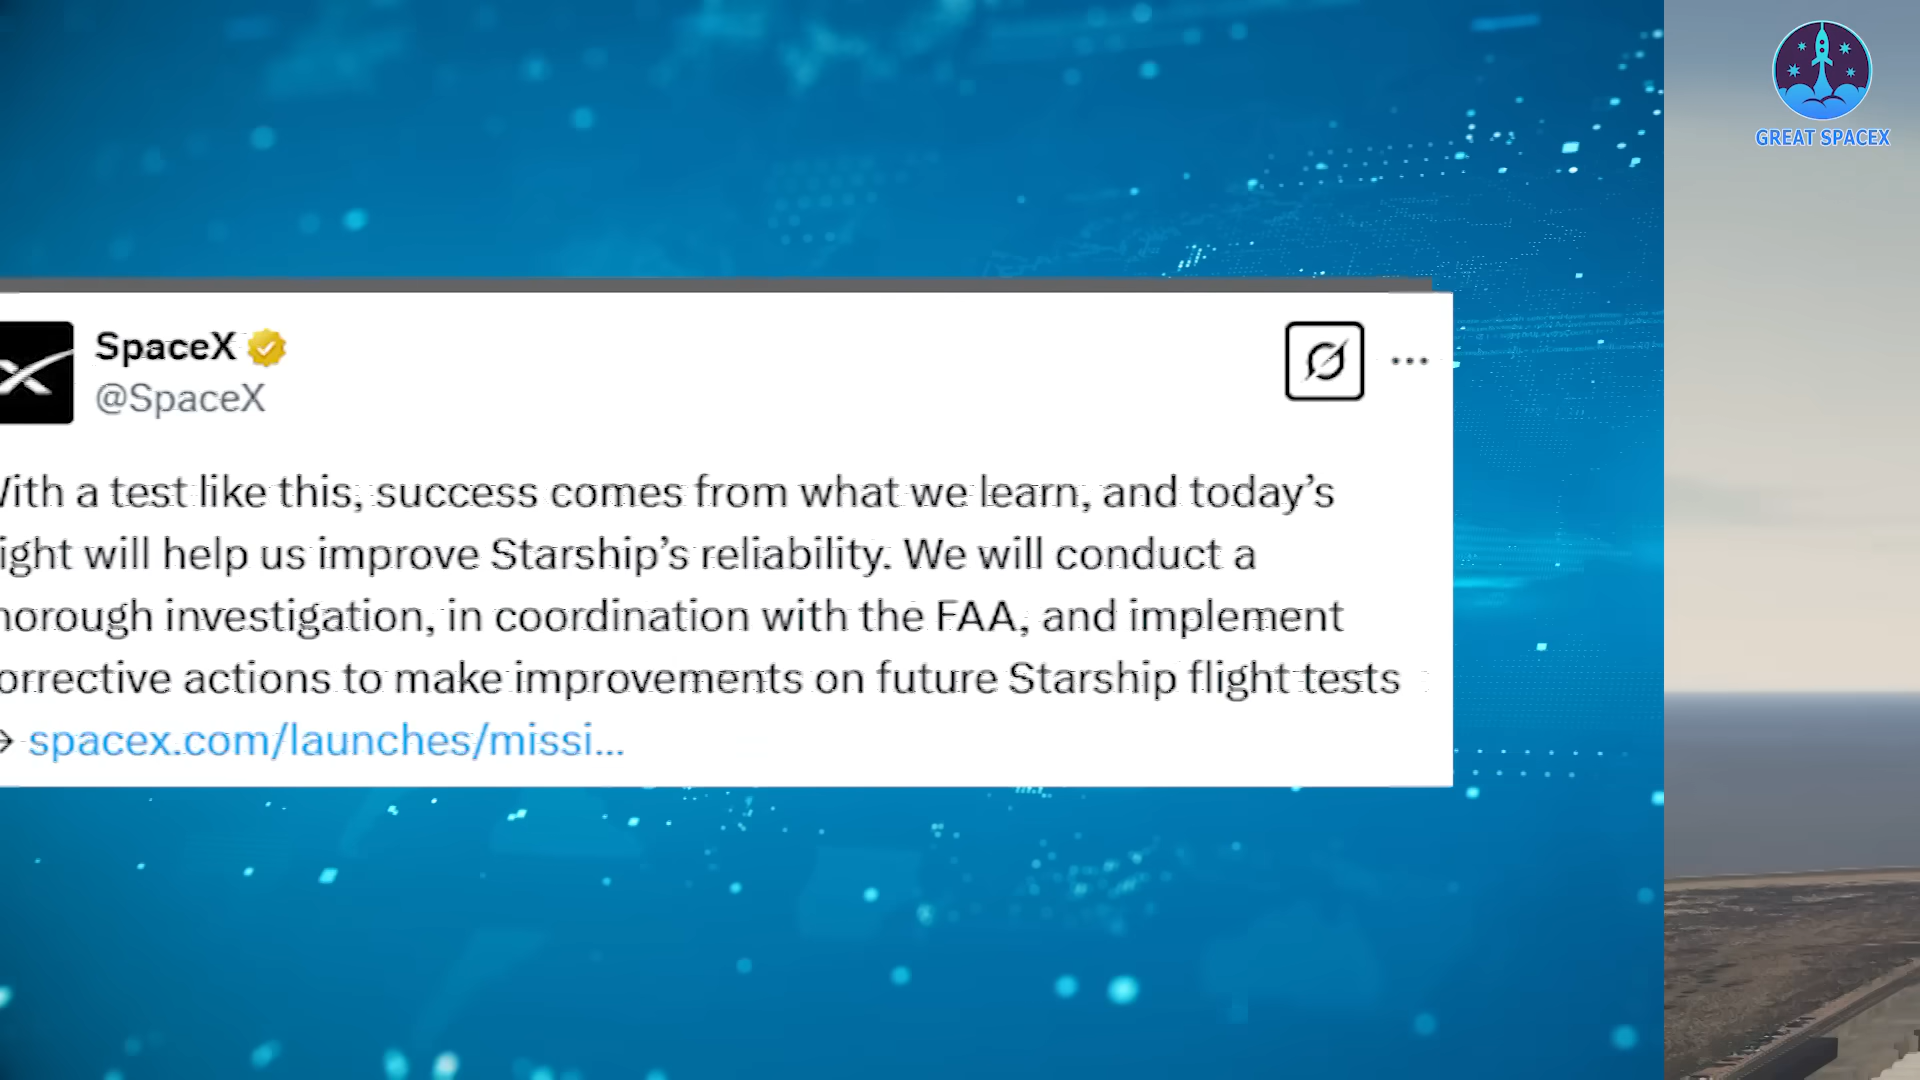 GREAT SPACEX
SpaceX
@SpaceX
ith a test like this, success comes from what we learn, and today’s
ight will help us improve Starship’s reliability. We will conduct a
horough investigation, in coordination with the FAA, and implement
orrective actions to make improvements on future Starship flight tests
→ spacex.com/launches/missi...